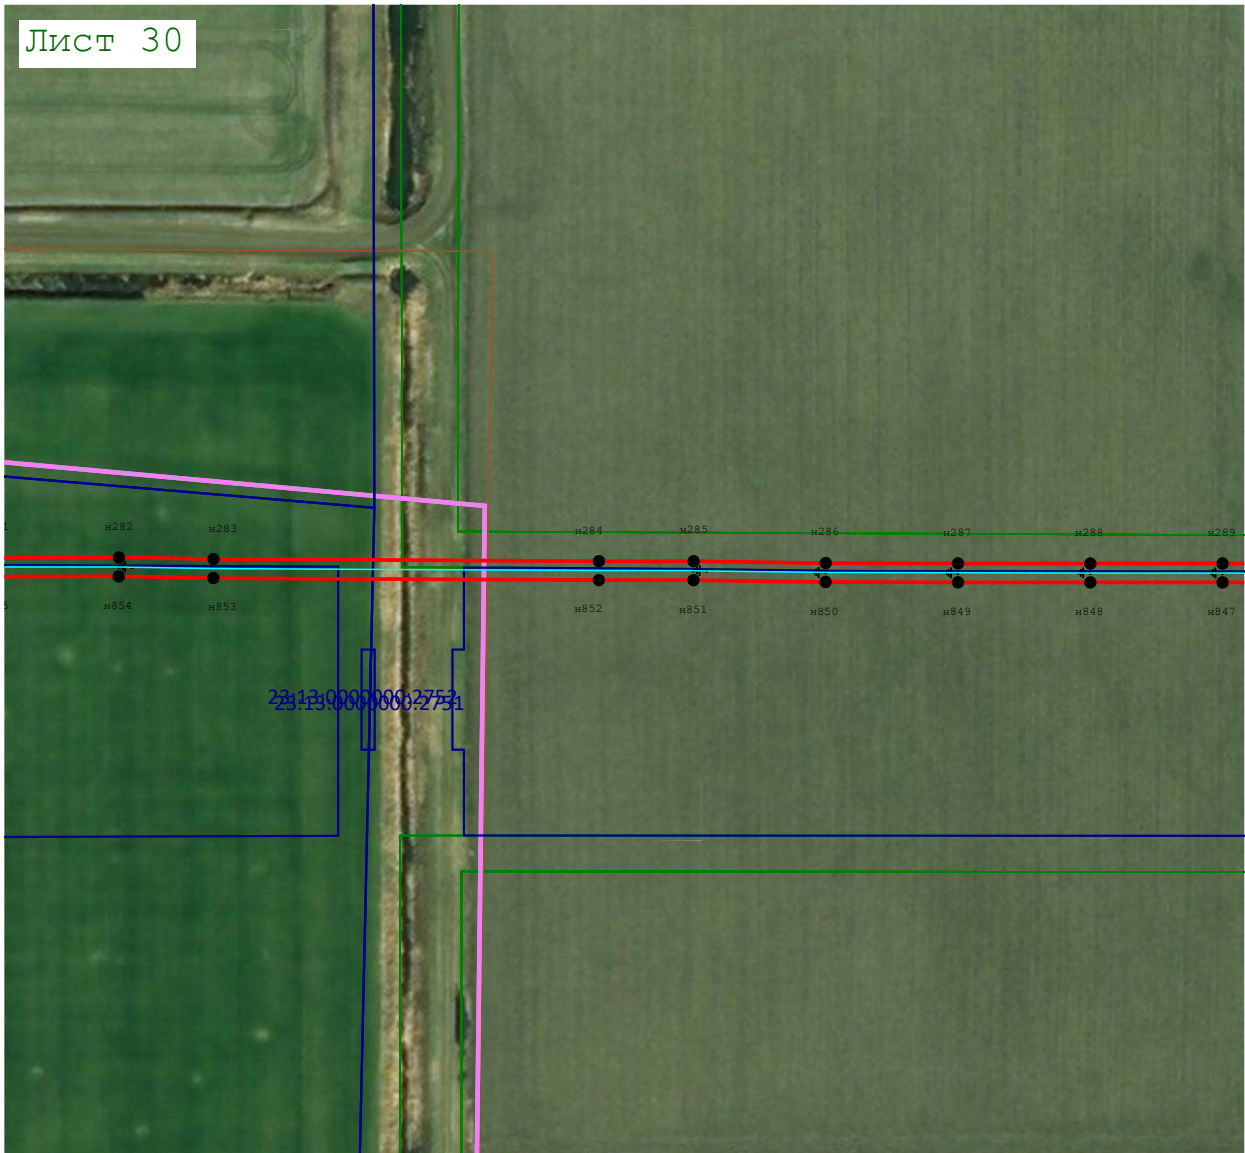 Лист 30
н282 н283 н284 н285 н286 н287 н288 н289
н854 н853 н852 н851 н850 н849 н848 н847
23:13:0000000:2752
23:13:0000000:2751